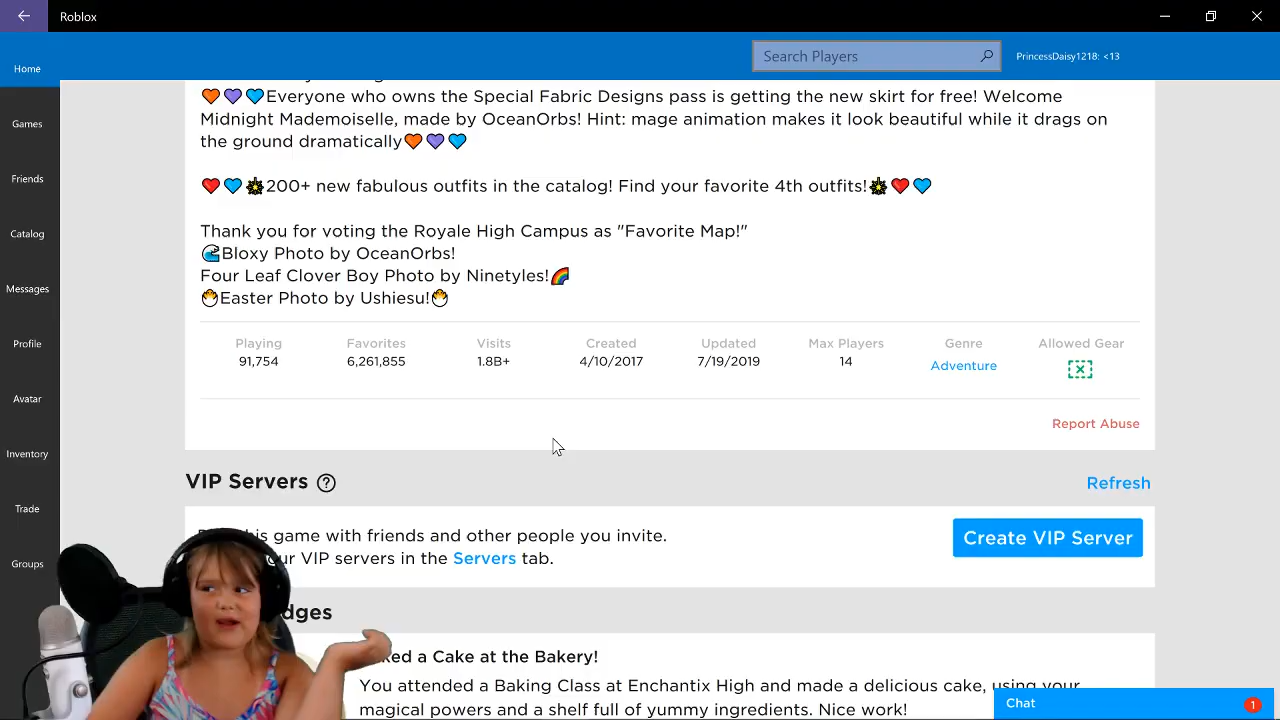 Roblox
Search Players
PrincessDaisy1218: <13
Home
Games
Friends
Catalog
Messages
Profile
Avatar
Inventory
Trade
Groups
🧡💜💙Everyone who owns the Special Fabric Designs pass is getting the new skirt for free! Welcome
Midnight Mademoiselle, made by OceanOrbs! Hint: mage animation makes it look beautiful while it drags on
the ground dramatically🧡💜💙
200+ new fabulous outfits in the catalog! Find your favorite 4th outfits!
Thank you for voting the Royale High Campus as "Favorite Map!"
🌊Bloxy Photo by OceanOrbs!
Four Leaf Clover Boy Photo by Ninetyles!🌈
🐣Easter Photo by Ushiesu!🐣
Playing Favorites Visits Created Updated Max Players Genre Allowed Gear
91,754 6,261,855 1.8B+ 4/10/2017 7/19/2019 14 Adventure
Report Abuse
VIP Servers ?
Refresh
this game with friends and other people you invite.
VIP servers in the Servers tab.
Create VIP Server
a Cake at the Bakery!
You attended a Baking Class at Enchantix High and made a delicious cake, using your
magical powers and a shelf full of yummy ingredients. Nice work!
Chat
1